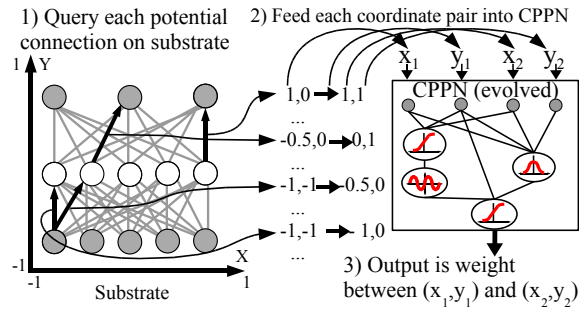 1) Query each potential
connection on substrate
2) Feed each coordinate pair into CPPN
1 Y
-1
-1
X
1
Substrate
1,0 1,1
...
-0.5,0 0,1
...
-1,-1 -0.5,0
...
-1,-1 - 1,0
...
x1 y1 x2 y2
CPPN (evolved)
3) Output is weight
between (x1,y1) and (x2,y2)